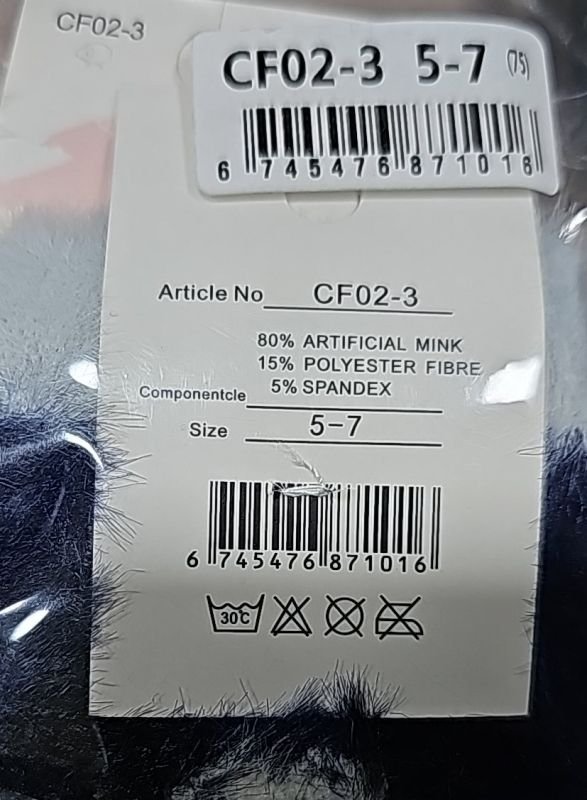 CF02-3
CF02-3 5-7 (75)
6 745476 871016
Article No CF02-3
80% ARTIFICIAL MINK
15% POLYESTER FIBRE
Componentcle 5% SPANDEX
Size 5-7
6 745476 871016
30°C